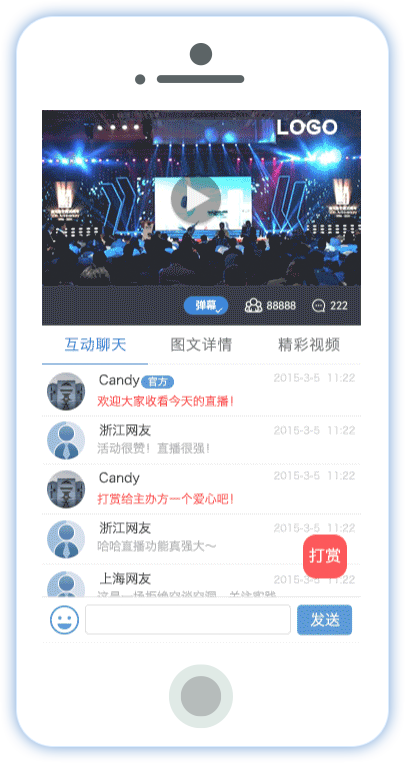 LOGO
弹幕 88888 222
互动聊天 图文详情 精彩视频
Candy 官方 2015-3-5 11:22
欢迎大家收看今天的直播！
浙江网友 2015-3-5 11:22
活动很赞！直播很强！
Candy 2015-3-5 11:22
打赏给主办方一个爱心吧！
浙江网友 2015-3-5 11:22
哈哈直播功能真强大～
打赏
上海网友 2015-3-5 11:22
发送